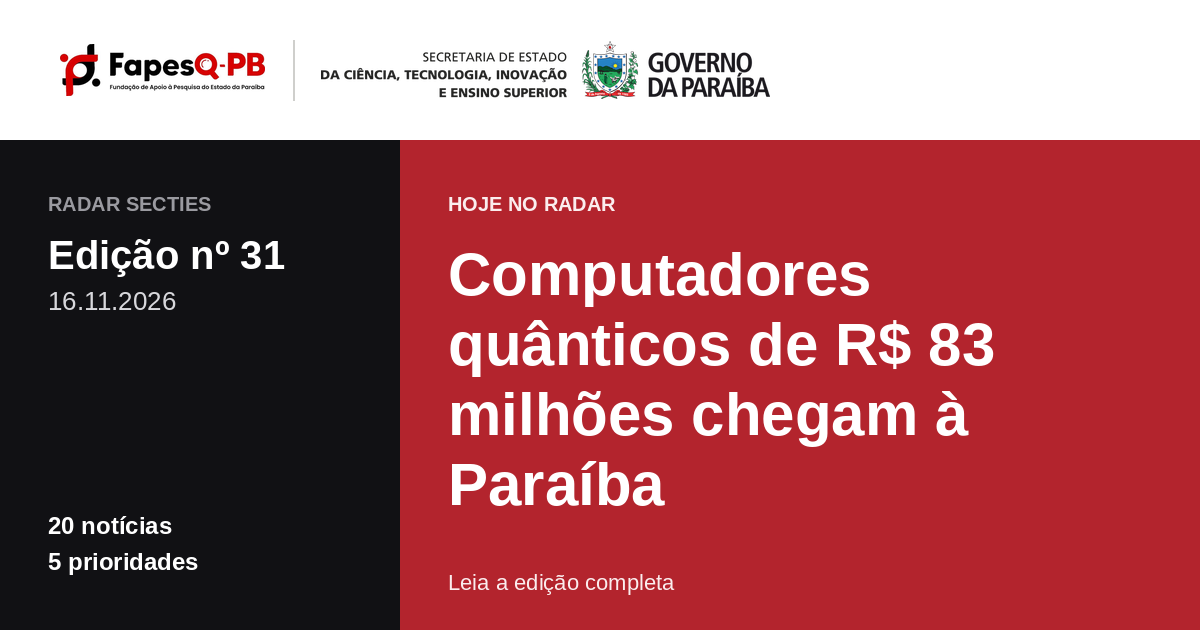 FapesQ-PB
Fundação de Apoio à Pesquisa do Estado da Paraíba
SECRETARIA DE ESTADO
DA CIÊNCIA, TECNOLOGIA, INOVAÇÃO
E ENSINO SUPERIOR
GOVERNO
DA PARAÍBA
RADAR SECTIES
Edição nº 31
16.11.2026
20 notícias
5 prioridades
HOJE NO RADAR
Computadores
quânticos de R$ 83
milhões chegam à
Paraíba
Leia a edição completa